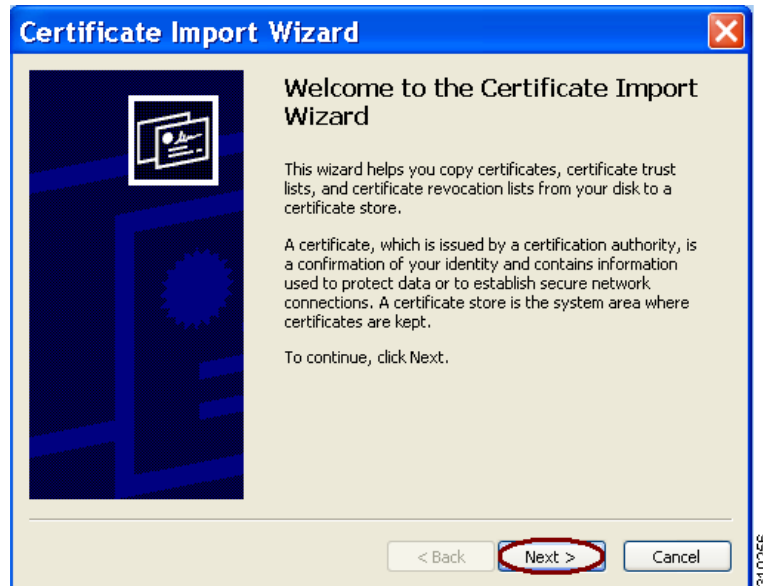 Certificate Import Wizard
Welcome to the Certificate Import
Wizard
This wizard helps you copy certificates, certificate trust
lists, and certificate revocation lists from your disk to a
certificate store.
A certificate, which is issued by a certification authority, is
a confirmation of your identity and contains information
used to protect data or to establish secure network
connections. A certificate store is the system area where
certificates are kept.
To continue, click Next.
< Back
Next >
Cancel